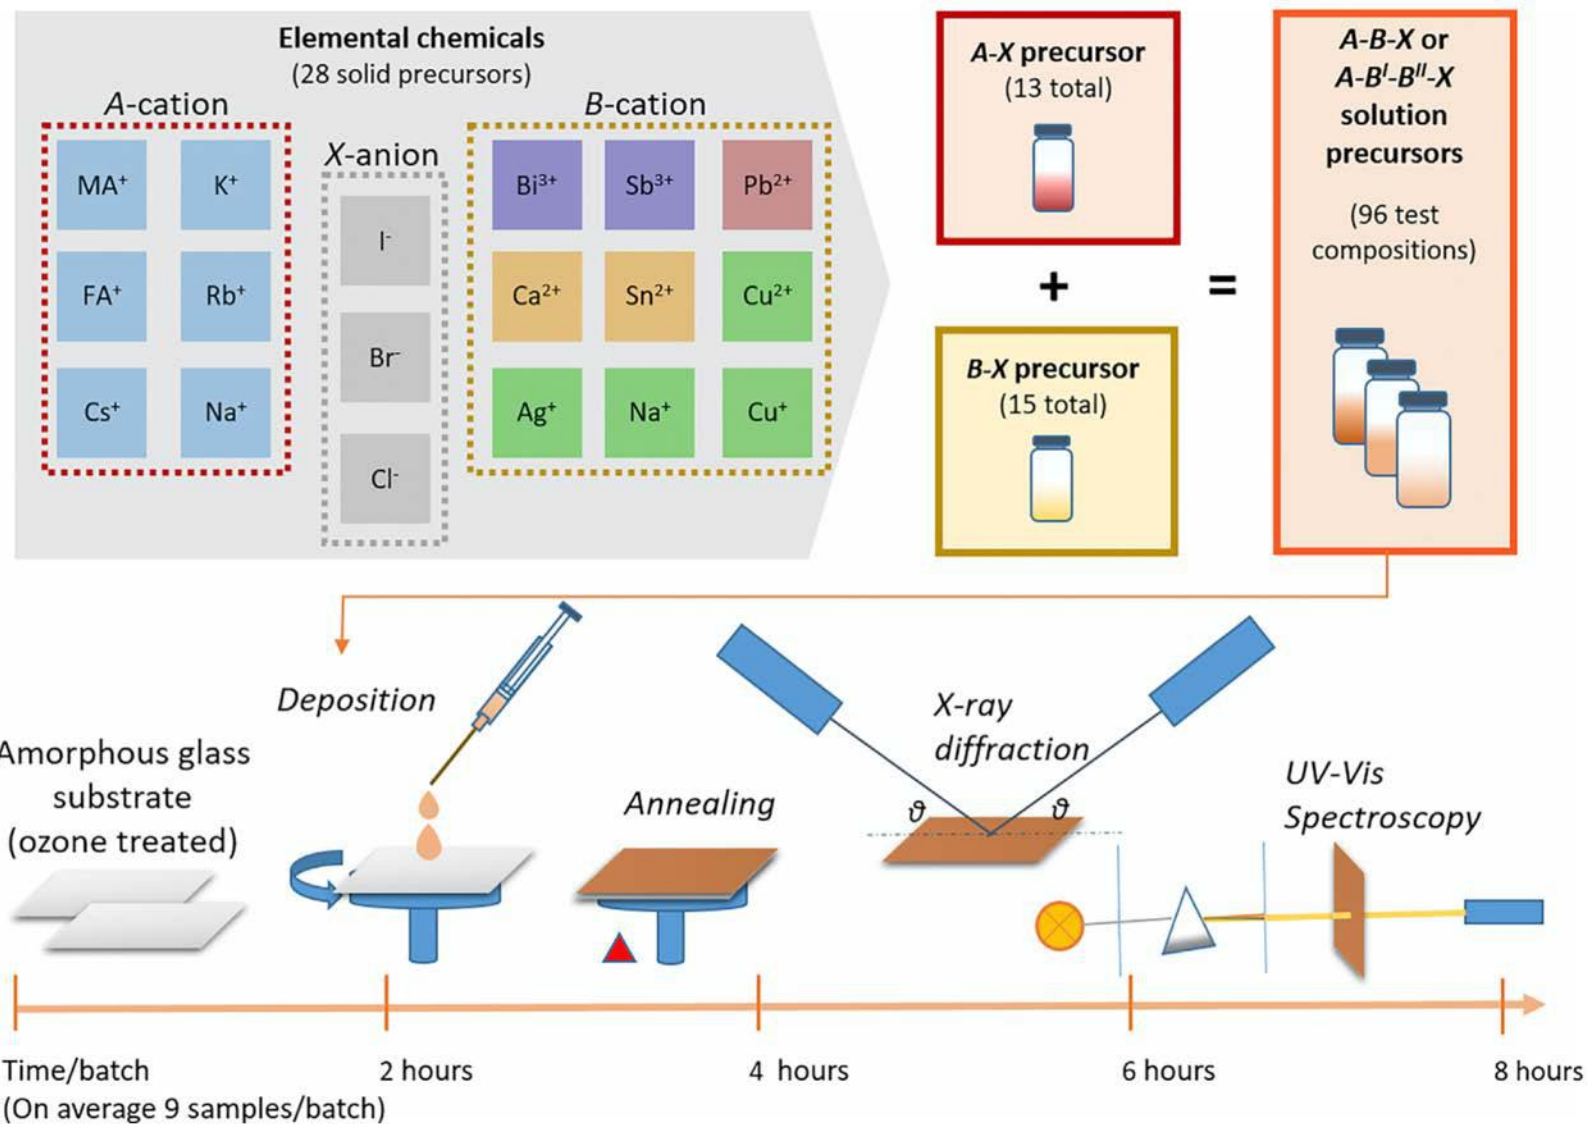 Elemental chemicals
(28 solid precursors)
A-cation
X-anion
B-cation
MA⁺
K⁺
FA⁺
Rb⁺
Cs⁺
Na⁺
I⁻
Br⁻
Cl⁻
Bi³⁺
Sb³⁺
Pb²⁺
Ca²⁺
Sn²⁺
Cu²⁺
Ag⁺
Na⁺
Cu⁺
A-X precursor
(13 total)
+
B-X precursor
(15 total)
=
A-B-X or
A-Bᴵ-Bᴵᴵ-X
solution
precursors
(96 test
compositions)
Deposition
Amorphous glass
substrate
(ozone treated)
Annealing
X-ray
diffraction
ϑ
ϑ
UV-Vis
Spectroscopy
Time/batch
(On average 9 samples/batch)
2 hours
4 hours
6 hours
8 hours